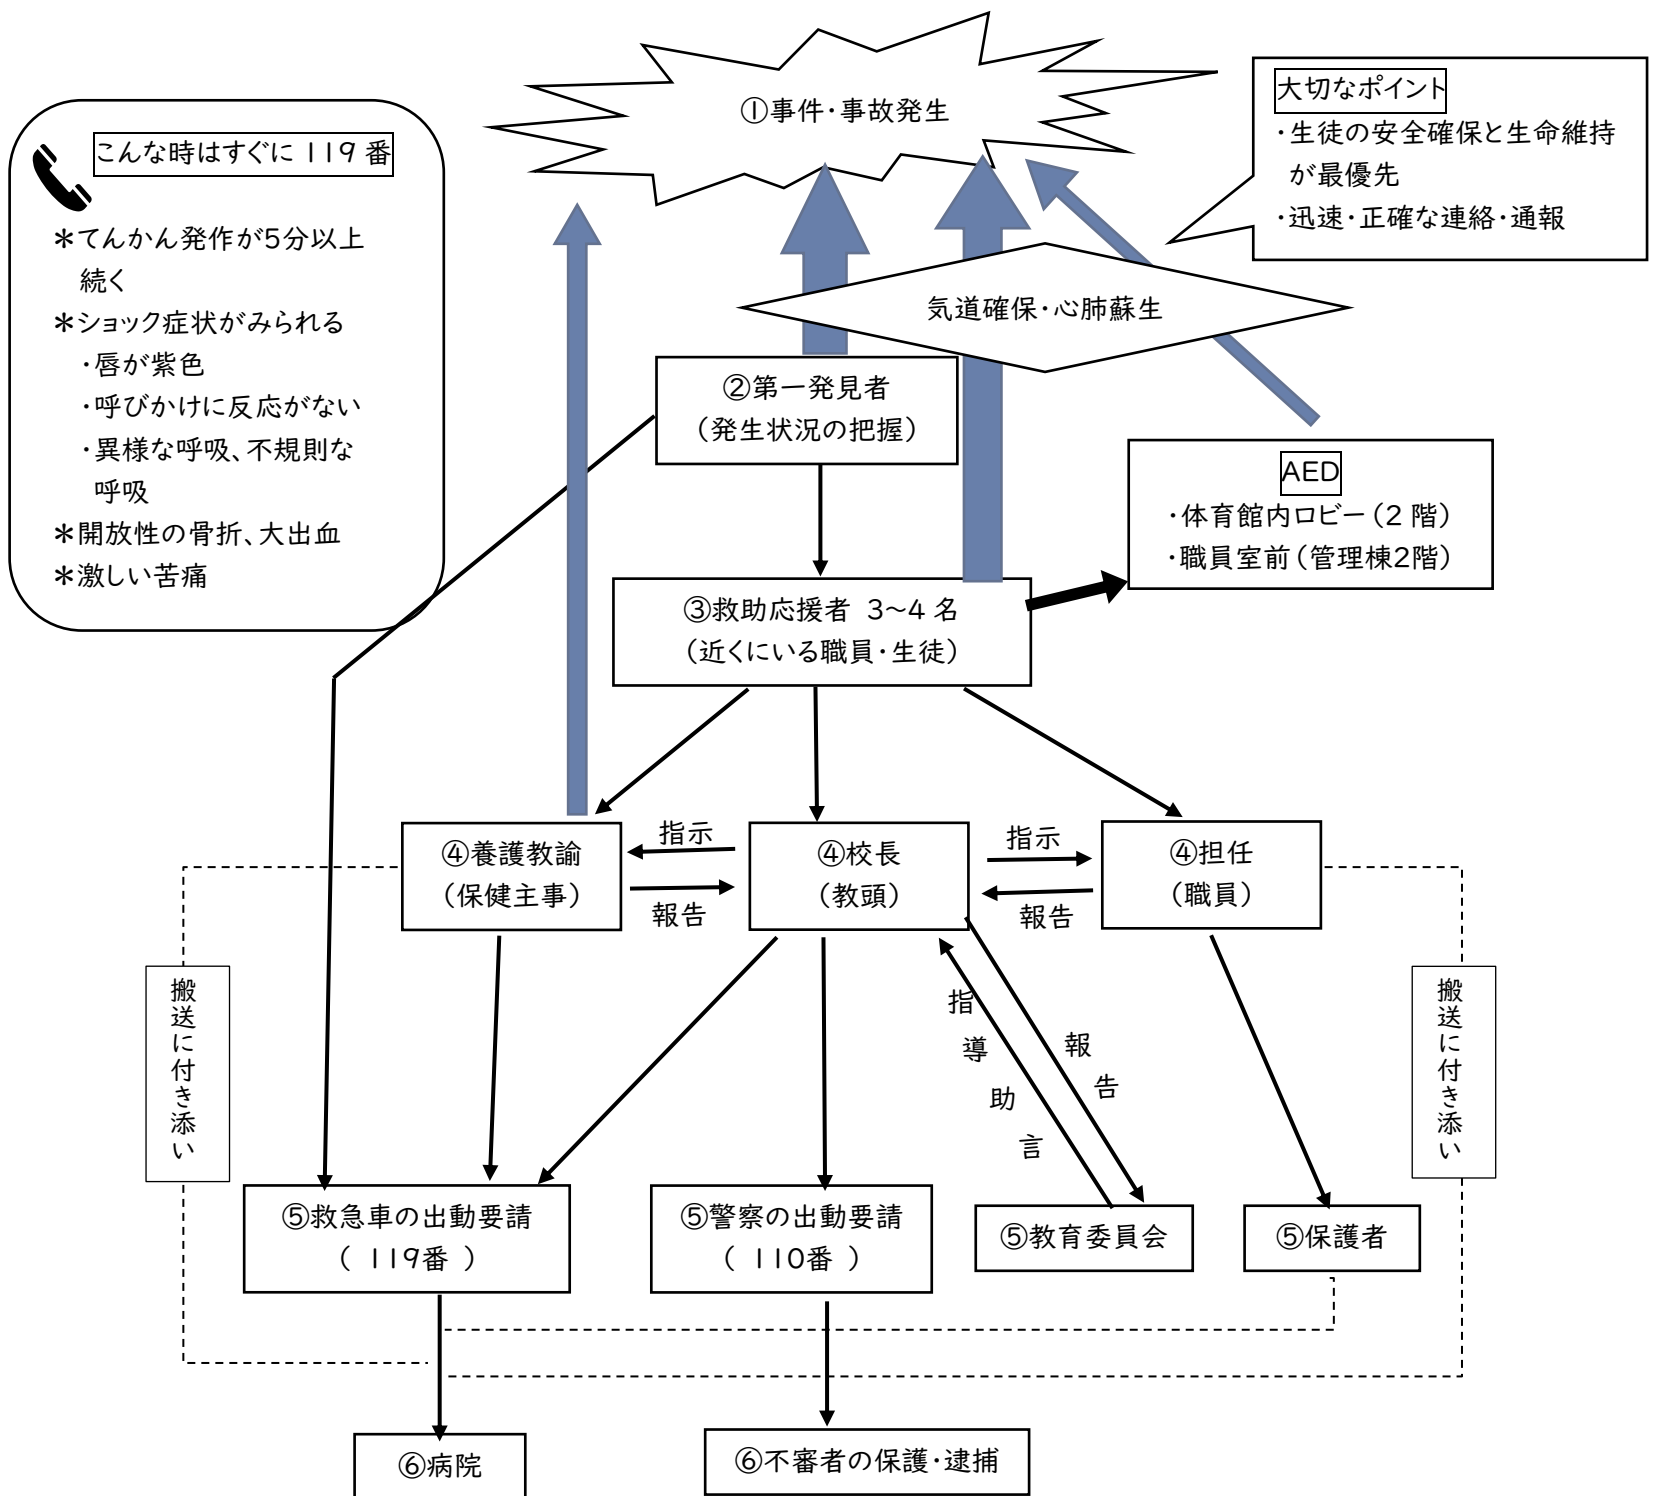 ①事件・事故発生
大切なポイント
・生徒の安全確保と生命維持
が最優先
・迅速・正確な連絡・通報
こんな時はすぐに 119 番
＊てんかん発作が5分以上
続く
＊ショック症状がみられる
・唇が紫色
・呼びかけに反応がない
・異様な呼吸、不規則な
呼吸
＊開放性の骨折、大出血
＊激しい苦痛
気道確保・心肺蘇生
②第一発見者
（発生状況の把握）
AED
・体育館内ロビー（2 階）
・職員室前（管理棟2階）
③救助応援者 3～4 名
（近くにいる職員・生徒）
④養護教諭
（保健主事）
指示
報告
④校長
（教頭）
指示
報告
④担任
（職員）
搬送に付き添い
指導助言
報告
搬送に付き添い
⑤救急車の出動要請
（ 119番 ）
⑤警察の出動要請
（ 110番 ）
⑤教育委員会
⑤保護者
⑥病院
⑥不審者の保護・逮捕